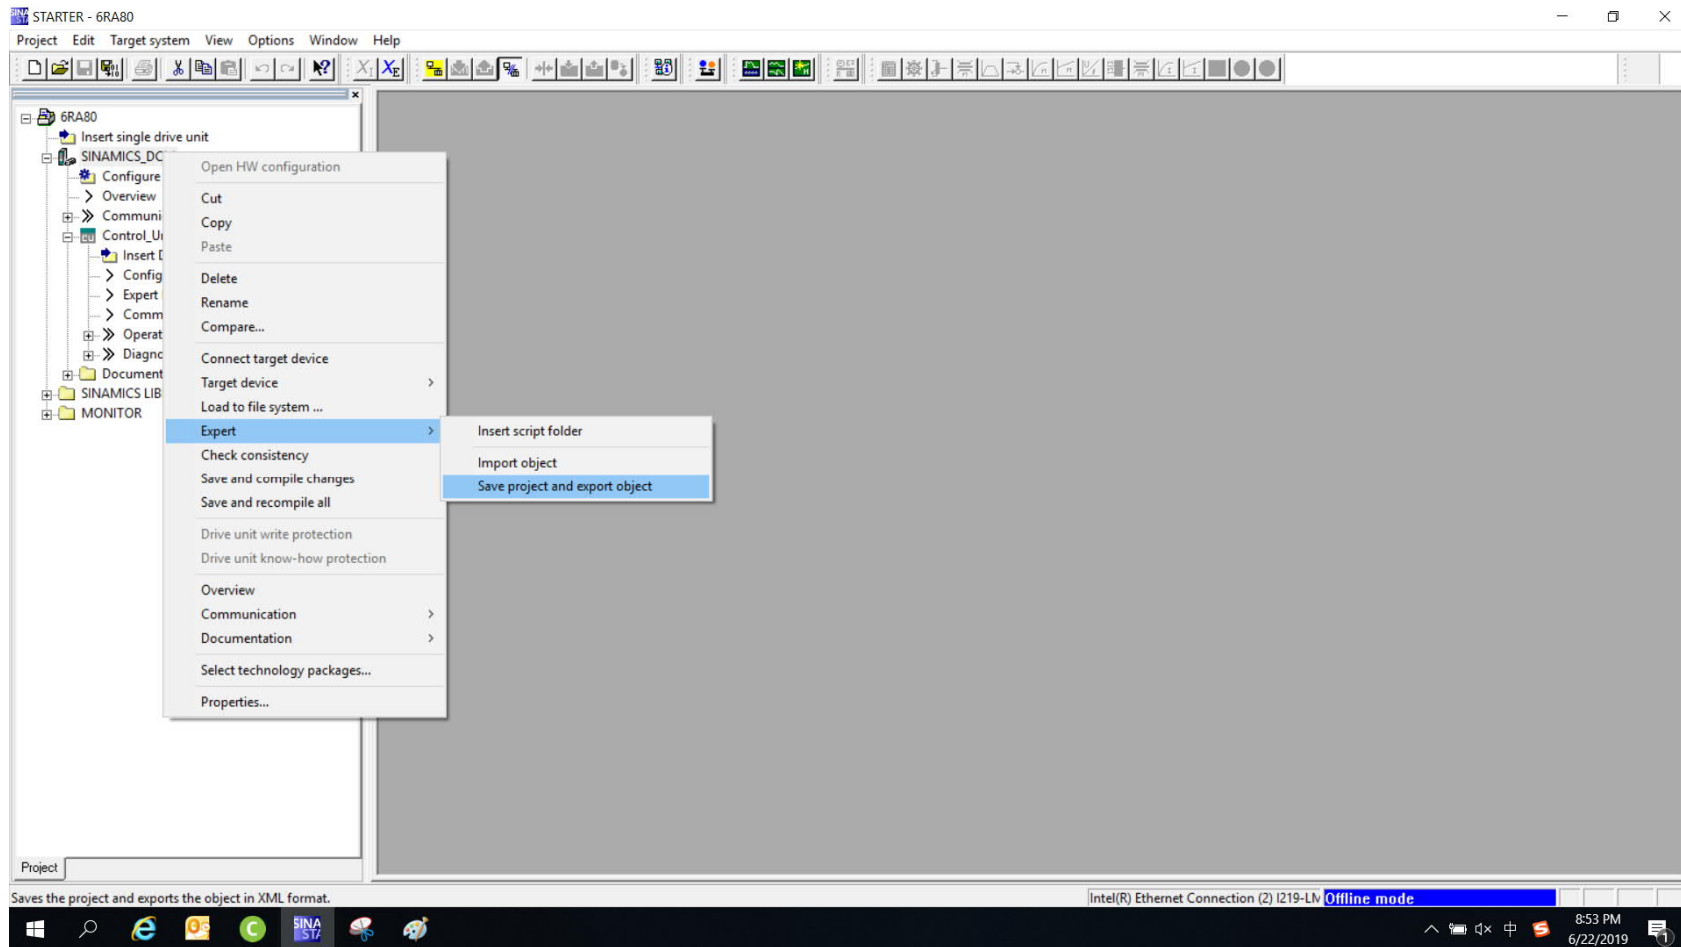 STARTER - 6RA80
Project Edit Target system View Options Window Help
6RA80
Insert single drive unit
SINAMICS_DC
Configure
Overview
Communi
Control_U
Insert
Config
Expert
Comm
Operat
Diagno
Document
SINAMICS LIB
MONITOR
Open HW configuration
Cut
Copy
Paste
Delete
Rename
Compare...
Connect target device
Target device
Load to file system ...
Expert
Check consistency
Save and compile changes
Save and recompile all
Drive unit write protection
Drive unit know-how protection
Overview
Communication
Documentation
Select technology packages...
Properties...
Insert script folder
Import object
Save project and export object
Project
Saves the project and exports the object in XML format.
Intel(R) Ethernet Connection (2) I219-LM Offline mode
SINA
STA
中
8:53 PM
6/22/2019
1